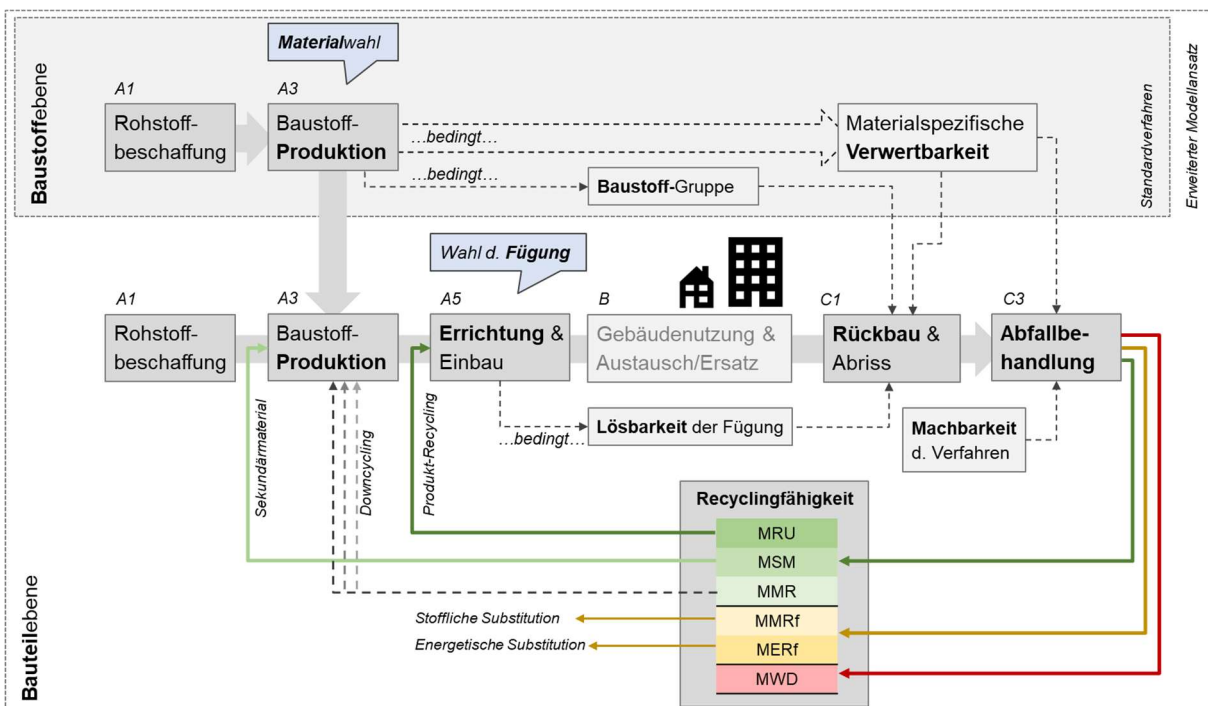 Materialwahl
Baustoffebene
A1
A3
Rohstoff-
beschaffung
Baustoff-
Produktion
…bedingt…
…bedingt…
Baustoff-Gruppe
Materialspezifische
Verwertbarkeit
Standardverfahren
Erweiterter Modellansatz
Wahl d. Fügung
A1
A3
A5
B
C1
C3
Rohstoff-
beschaffung
Baustoff-
Produktion
Errichtung &
Einbau
Gebäudenutzung &
Austausch/Ersatz
Rückbau &
Abriss
Abfallbe-
handlung
…bedingt…
Lösbarkeit der Fügung
Machbarkeit
d. Verfahren
Sekundärmaterial
Downcycling
Produkt-Recycling
Recyclingfähigkeit
MRU
MSM
MMR
MMRf
MERf
MWD
Stoffliche Substitution
Energetische Substitution
Bauteilebene